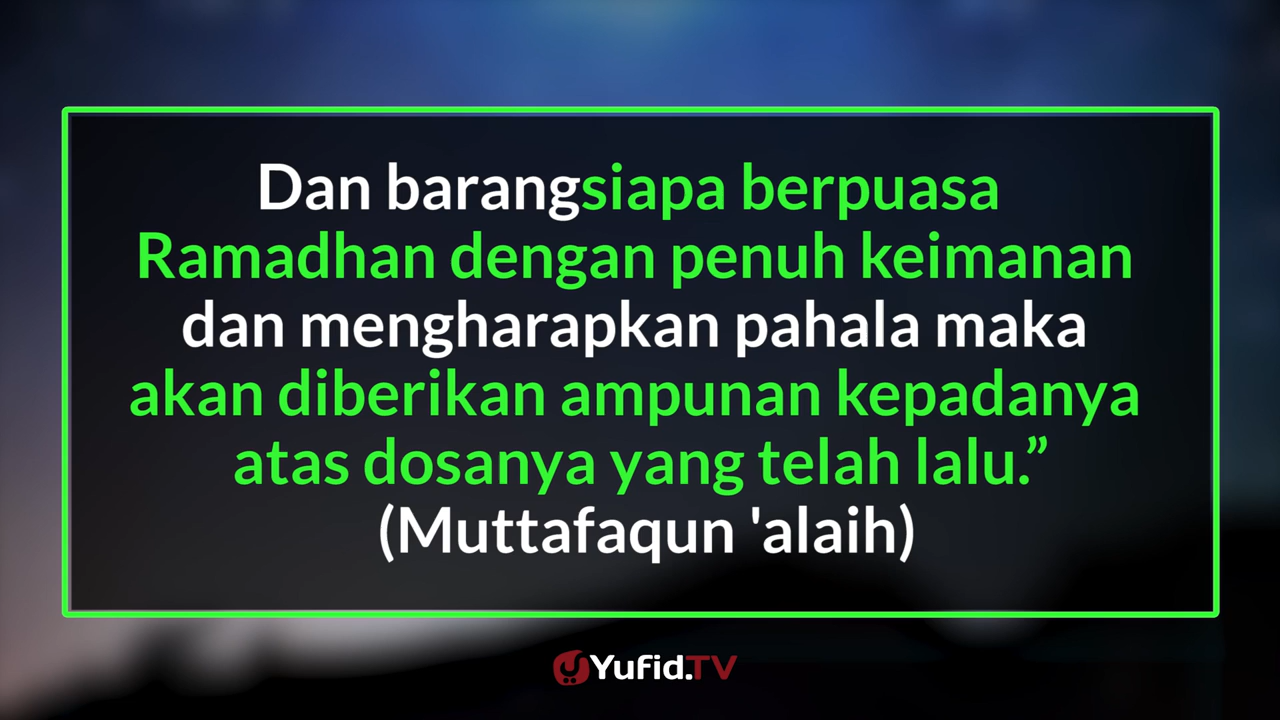 Dan barangsiapa berpuasa
Ramadhan dengan penuh keimanan
dan mengharapkan pahala maka
akan diberikan ampunan kepadanya
atas dosanya yang telah lalu.”
(Muttafaqun 'alaih)
Yufid.TV